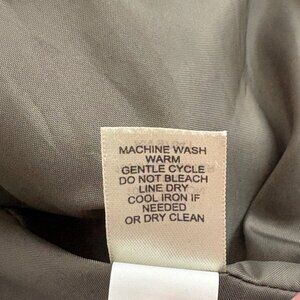 MACHINE WASH
WARM
GENTLE CYCLE
DO NOT BLEACH
LINE DRY
COOL IRON IF
NEEDED
OR DRY CLEAN